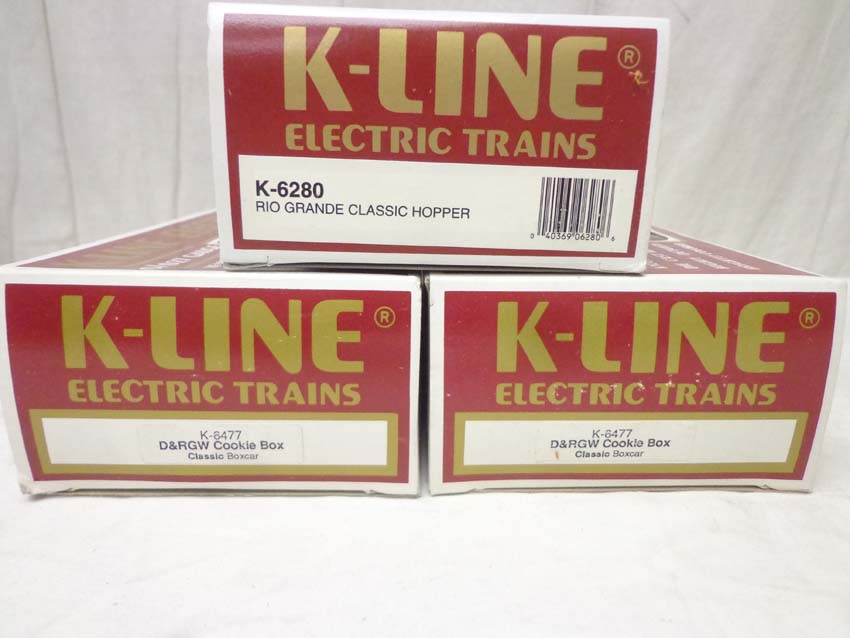 K-LINE®
ELECTRIC TRAINS
K-6280
RIO GRANDE CLASSIC HOPPER
0 40369 06280 6
K-LINE®
ELECTRIC TRAINS
K-6477
D&RGW Cookie Box
Classic Boxcar
K-LINE®
ELECTRIC TRAINS
K-6477
D&RGW Cookie Box
Classic Boxcar